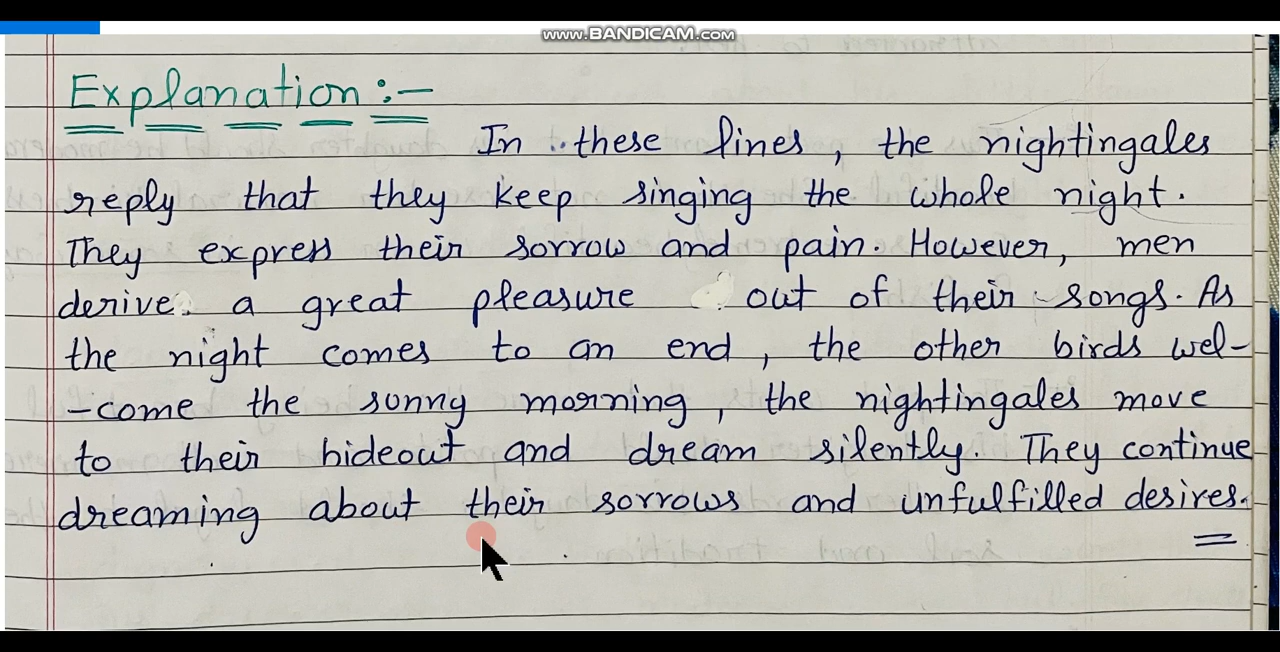 WWW.BANDICAM.COM
Explanation :-
In these lines, the nightingales
reply that they keep singing the whole night.
They express their sorrow and pain. However, men
derive a great pleasure out of their songs. As
the night comes to an end, the other birds wel-
-come the sunny morning, the nightingales move
to their hideout and dream silently. They continue
dreaming about their sorrows and unfulfilled desires.